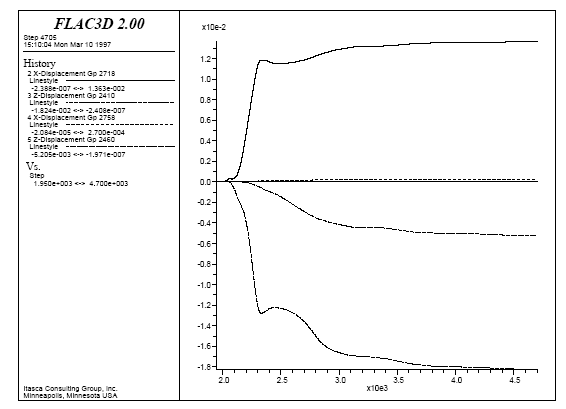 FLAC3D 2.00
Step 4705
15:10:04 Mon Mar 10 1997
History
2 X-Displacement Gp 2718
Linestyle
-2.388e-007 <-> 1.363e-002
3 Z-Displacement Gp 2410
Linestyle
-1.824e-002 <-> -2.408e-007
4 X-Displacement Gp 2758
Linestyle
-2.084e-005 <-> 2.700e-004
5 Z-Displacement Gp 2460
Linestyle
-5.205e-003 <-> -1.971e-007
Vs.
Step
1.950e+003 <-> 4.700e+003
Itasca Consulting Group, Inc.
Minneapolis, Minnesota USA
x10e-2
1.2
1.0
0.8
0.6
0.4
0.2
0.0
-0.2
-0.4
-0.6
-0.8
-1.0
-1.2
-1.4
-1.6
-1.8
2.0 2.5 3.0 3.5 4.0 4.5
x10e3